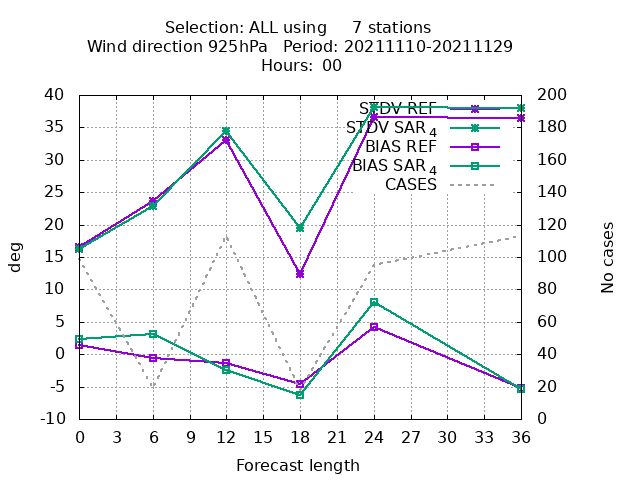 Selection: ALL using 7 stations
Wind direction 925hPa Period: 20211110-20211129
Hours: 00
40 200
35 180
30 160
25 140
20 120
15 100
10 80
5 60
0 40
-5 20
-10 0
STDV REF
STDV SAR 4
BIAS REF
BIAS SAR 4
CASES
deg
No cases
0 3 6 9 12 15 18 21 24 27 30 33 36
Forecast length